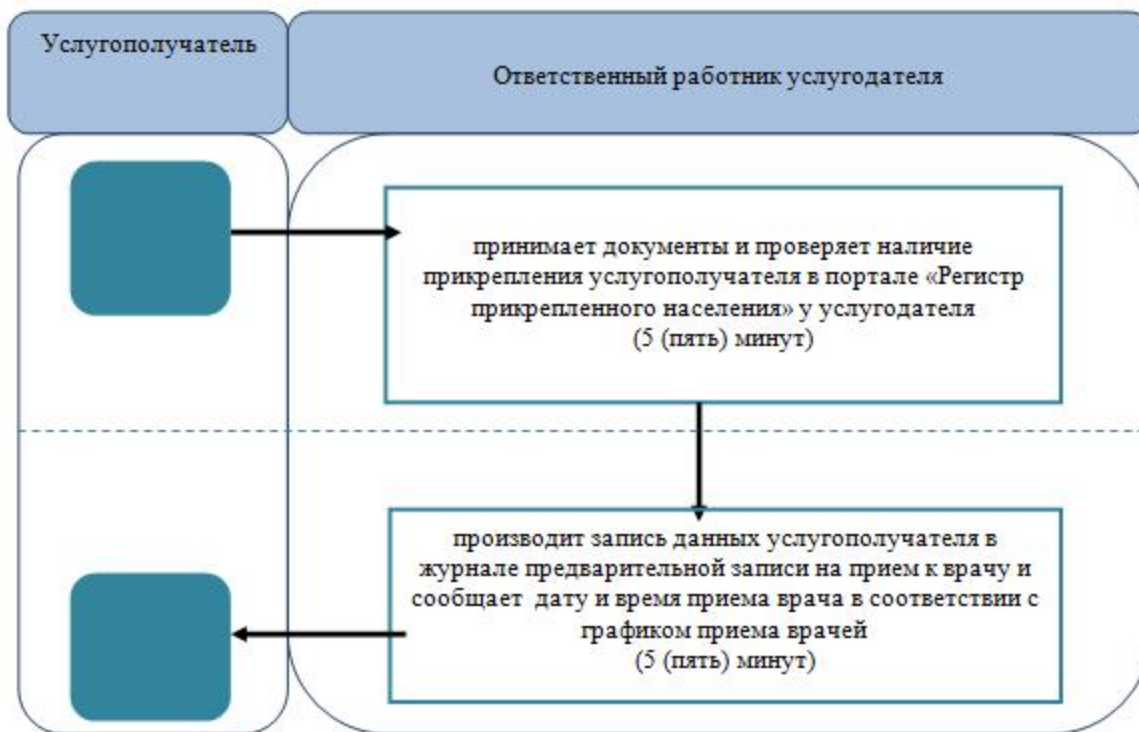 Услугополучатель
Ответственный работник услугодателя
принимает документы и проверяет наличие
прикрепления услугополучателя в портале «Регистр
прикрепленного населения» у услугодателя
(5 (пять) минут)
производит запись данных услугополучателя в
журнале предварительной записи на прием к врачу и
сообщает дату и время приема врача в соответствии с
графиком приема врачей
(5 (пять) минут)